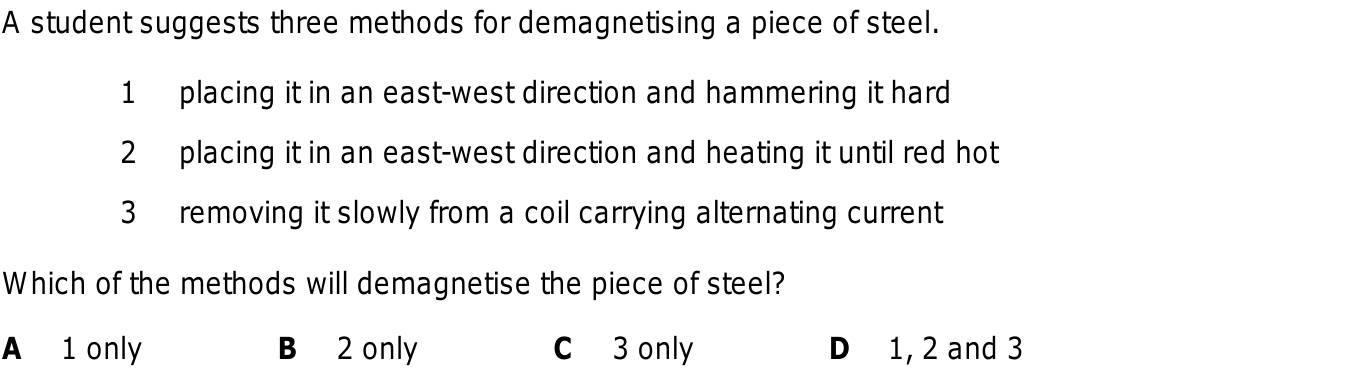 A student suggests three methods for demagnetising a piece of steel.
1 placing it in an east-west direction and hammering it hard
2 placing it in an east-west direction and heating it until red hot
3 removing it slowly from a coil carrying alternating current
Which of the methods will demagnetise the piece of steel?
A 1 only B 2 only C 3 only D 1, 2 and 3